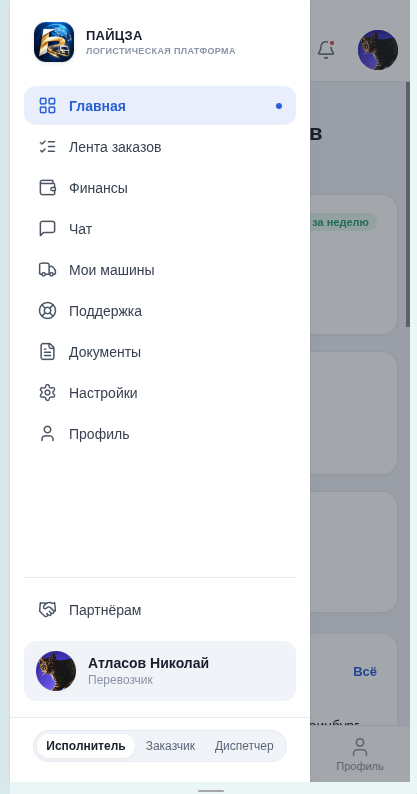 ПАЙЦЗА
ЛОГИСТИЧЕСКАЯ ПЛАТФОРМА
в
Главная
Лента заказов
Финансы
Чат
за неделю
Мои машины
Поддержка
Документы
Настройки
Профиль
Партнёрам
Атласов Николай
Перевозчик
Всё
Исполнитель Заказчик Диспетчер
Профиль